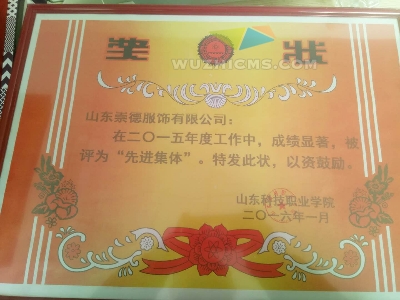 奖 状
WUZHICMS.COM
山东崇德服饰有限公司：
在二〇一五年度工作中，成绩显著，被
评为“先进集体”。特发此状，以资鼓励。
山东科技职业学院
二〇一六年一月